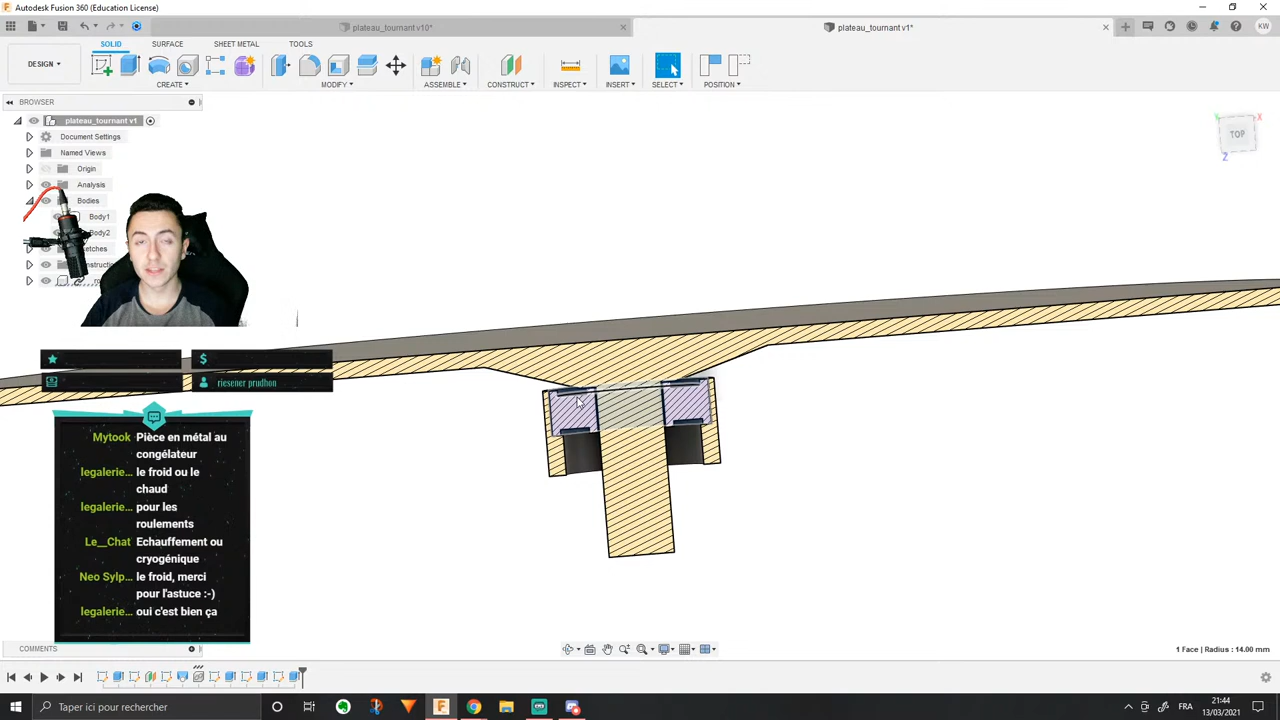 Autodesk Fusion 360 (Education License)
plateau_tournant v10*
plateau_tournant v1*
KW
DESIGN
SOLID
SURFACE
SHEET METAL
TOOLS
CREATE
MODIFY
ASSEMBLE
CONSTRUCT
INSPECT
INSERT
SELECT
POSITION
BROWSER
plateau_tournant v1
Document Settings
Named Views
Origin
Analysis
Bodies
Body1
Body2
TOP
X
Y
Z
$
riesener prudhon
Mytook Pièce en métal au
congélateur
legalerie... le froid ou le
chaud
legalerie... pour les
roulements
Le__Chat Echauffement ou
cryogénique
Neo Sylp... le froid, merci
pour l'astuce :-)
legalerie... oui c'est bien ça
COMMENTS
1 Face | Radius : 14.00 mm
Taper ici pour rechercher
FRA
21:44
13/03/2021